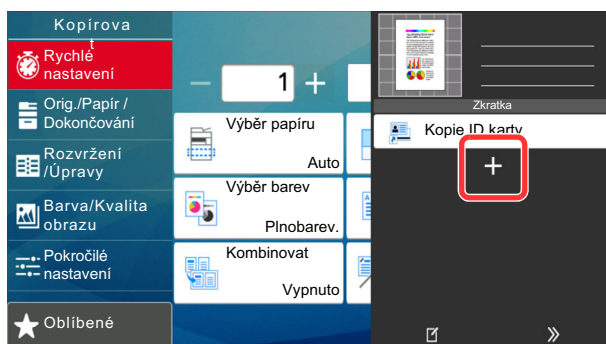 Kopírova
t
Rychlé
nastavení
Orig./Papír /
Dokončování
Rozvržení
/Úpravy
Barva/Kvalita
obrazu
Pokročilé
nastavení
Oblíbené
1
Výběr papíru
Auto
Výběr barev
Plnobarev.
Kombinovat
Vypnuto
Zkratka
Kopie ID karty